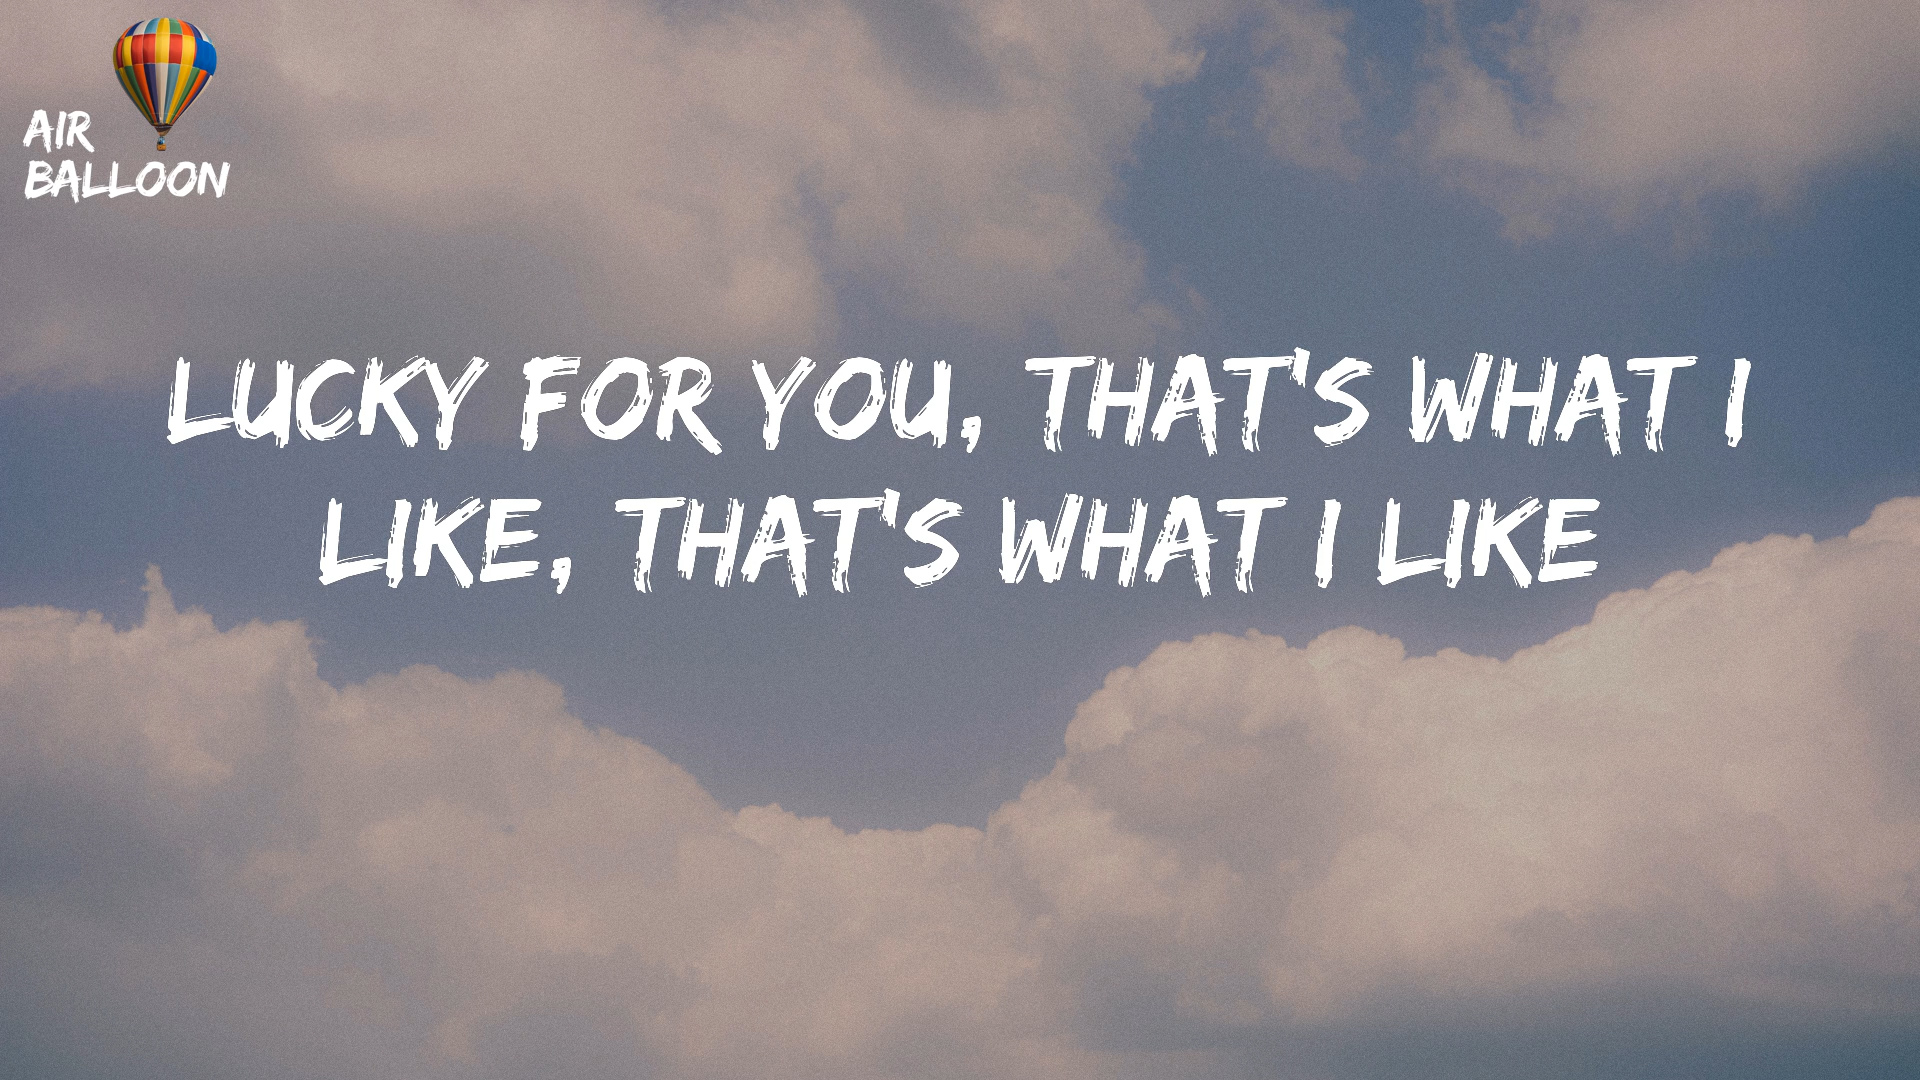 AIR
BALLOON
LUCKY FOR YOU, THAT'S WHAT I
LIKE, THAT'S WHAT I LIKE